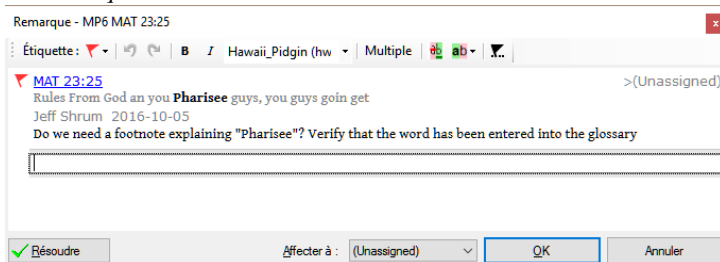 Remarque - MP6 MAT 23:25 x
Étiquette : B I Hawaii_Pidgin (hw Multiple ab ab
MAT 23:25 >(Unassigned)
Rules From God an you Pharisee guys, you guys goin get
Jeff Shrum 2016-10-05
Do we need a footnote explaining "Pharisee"? Verify that the word has been entered into the glossary
Résoudre Affecter à : (Unassigned) OK Annuler